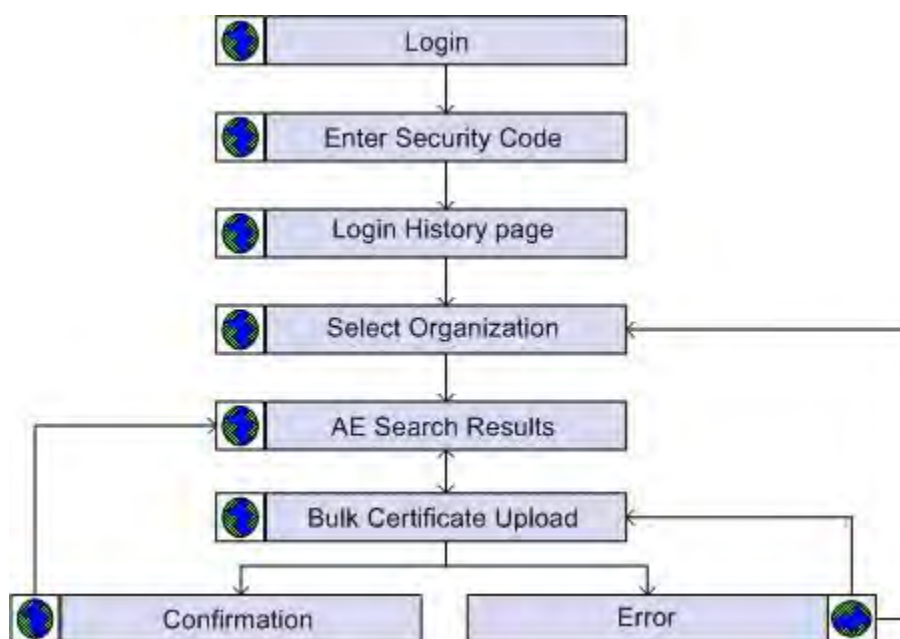 Login
Enter Security Code
Login History page
Select Organization
AE Search Results
Bulk Certificate Upload
Confirmation
Error